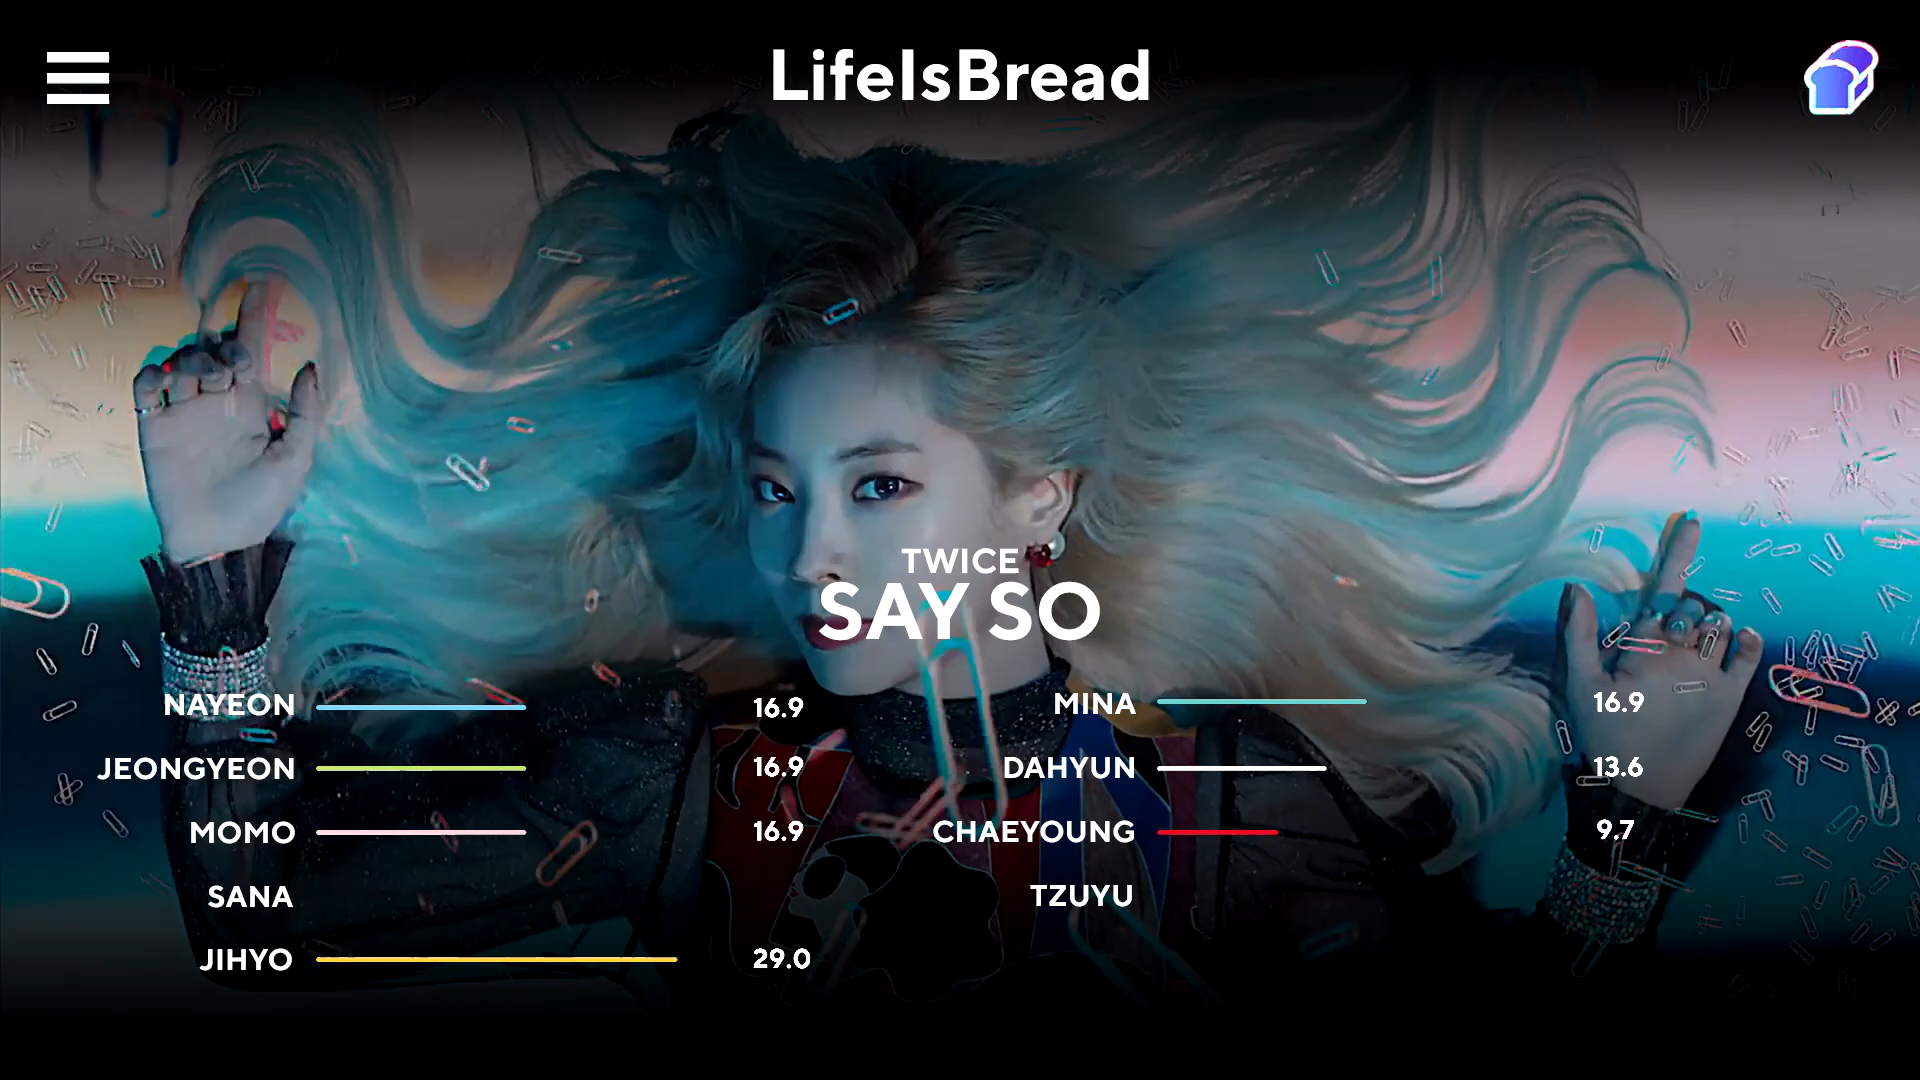 LifeIsBread
TWICE
SAY SO
NAYEON 16.9
JEONGYEON 16.9
MOMO 16.9
SANA
JIHYO 29.0
MINA 16.9
DAHYUN 13.6
CHAEYOUNG 9.7
TZUYU